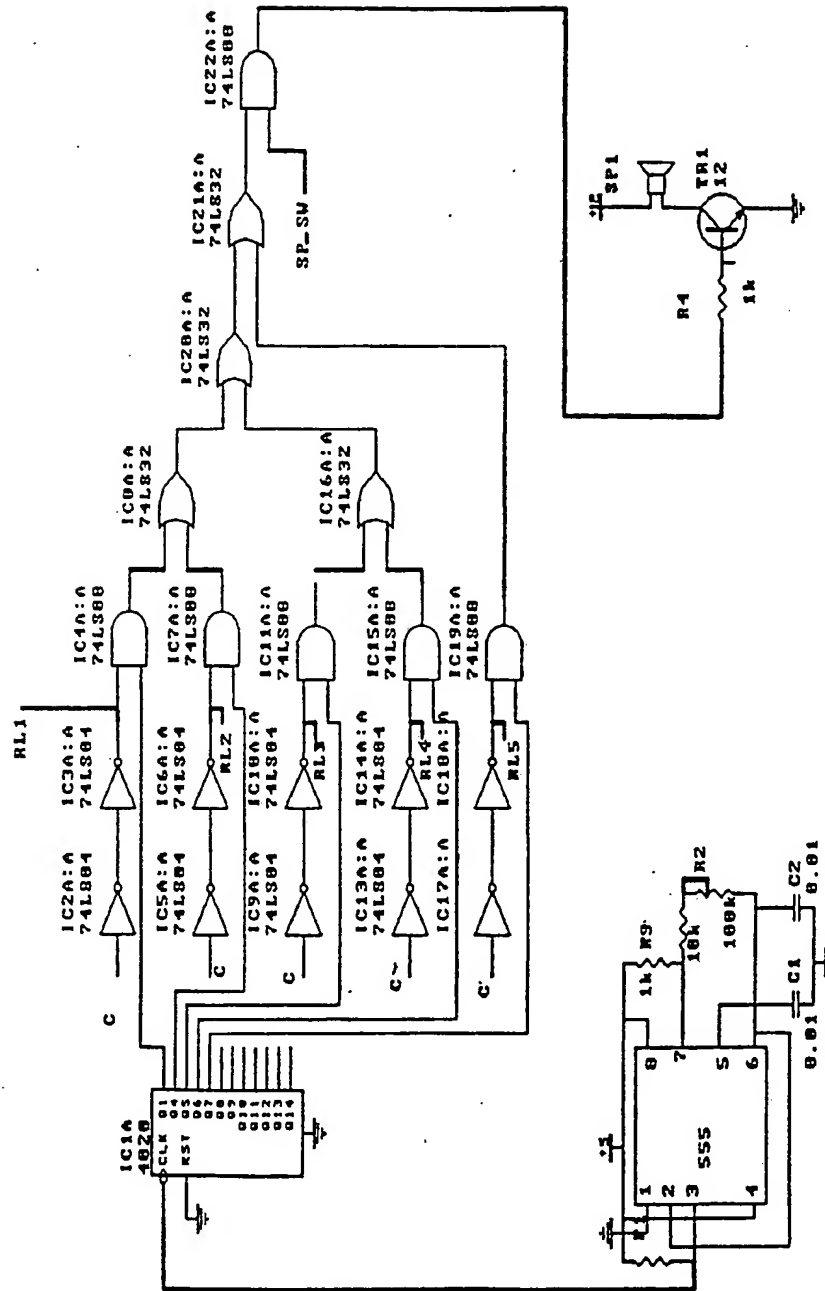 RL1
IC2A:A
74LS04
IC3A:A
74LS04
IC4A:A
74LS08
IC5A:A
74LS04
IC6A:A
74LS04
IC7A:A
74LS08
IC8A:A
74LS32
IC9A:A
74LS04
IC10A:A
74LS04
IC11A:A
74LS08
IC13A:A
74LS04
IC14A:A
74LS04
IC15A:A
74LS08
IC16A:A
74LS32
IC17A:A
IC18A:A
IC19A:A
74LS08
IC20A:A
74LS32
IC21A:A
74LS32
IC22A:A
74LS08
C
C
C
C
C
RL2
RL3
RL4
RL5
SP_SW
IC1A
4020
CLK
RST
Q1
Q4
Q5
Q6
Q7
Q8
Q9
Q10
Q11
Q12
Q13
Q14
SP1
TR1
12
R4
1k
555
1
2
3
4
8
7
5
6
1k
10k
R2
100k
C1
0.01
C2
0.01